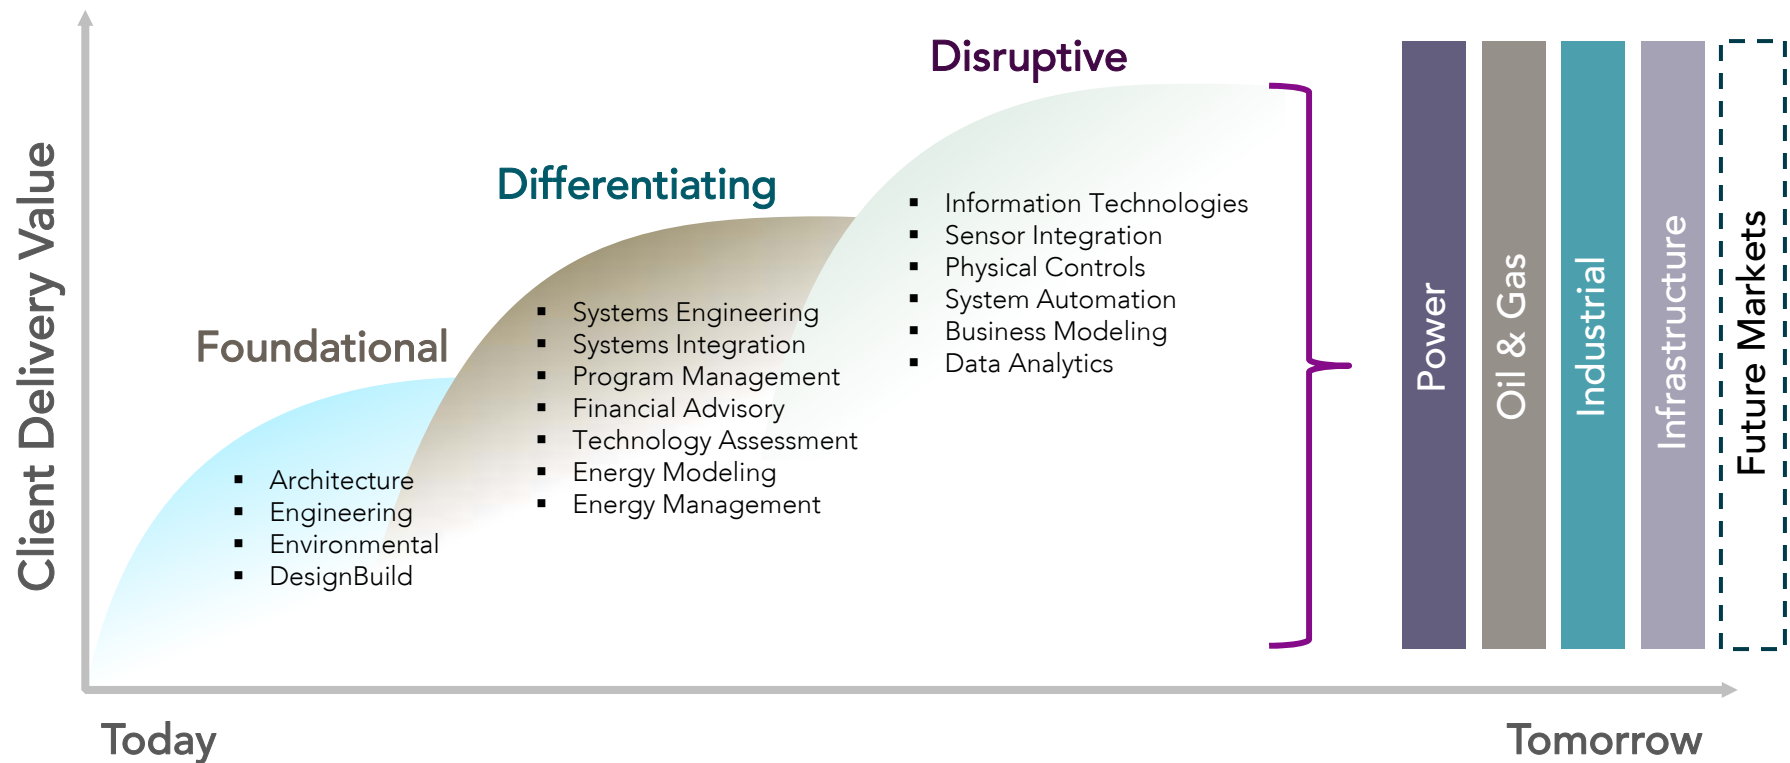 Client Delivery Value
Foundational
▪ Architecture
▪ Engineering
▪ Environmental
▪ DesignBuild
Differentiating
▪ Systems Engineering
▪ Systems Integration
▪ Program Management
▪ Financial Advisory
▪ Technology Assessment
▪ Energy Modeling
▪ Energy Management
Disruptive
▪ Information Technologies
▪ Sensor Integration
▪ Physical Controls
▪ System Automation
▪ Business Modeling
▪ Data Analytics
Power
Oil & Gas
Industrial
Infrastructure
Future Markets
Today
Tomorrow